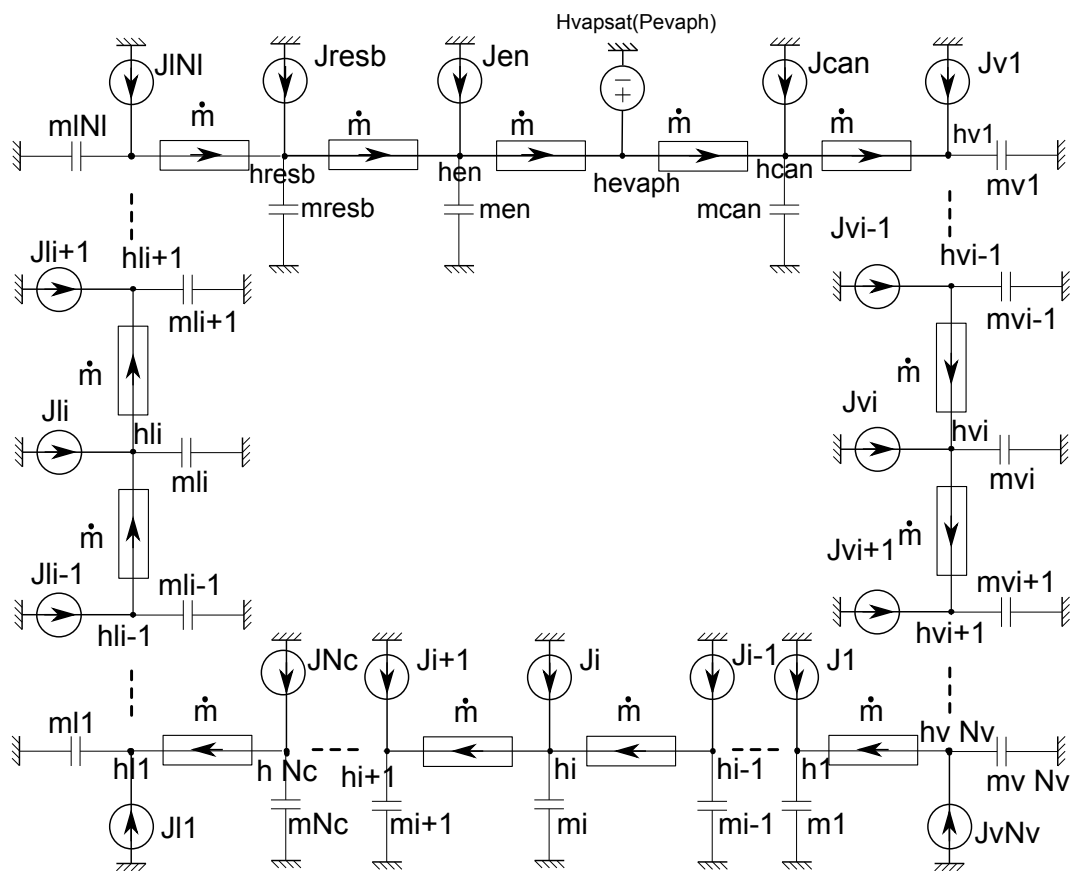 Hvapsat(Pevaph)
JlNl
Jresb
Jen
Jcan
Jv1
− +
mlNl
ṁ
ṁ
ṁ
ṁ
ṁ
hv1
hresb
hen
hevaph
hcan
mv1
mresb
men
mcan
Jli+1
hli+1
Jvi-1
hvi-1
mli+1
mvi-1
ṁ
ṁ
Jli
hli
Jvi
hvi
mli
mvi
ṁ
ṁ
Jli-1
mli-1
Jvi+1
mvi+1
hli-1
hvi+1
JNc
Ji+1
Ji
Ji-1
J1
ml1
ṁ
ṁ
ṁ
ṁ
hv Nv
hl1
h Nc
hi+1
hi
hi-1
h1
mv Nv
Jl1
mNc
mi+1
mi
mi-1
m1
JvNv